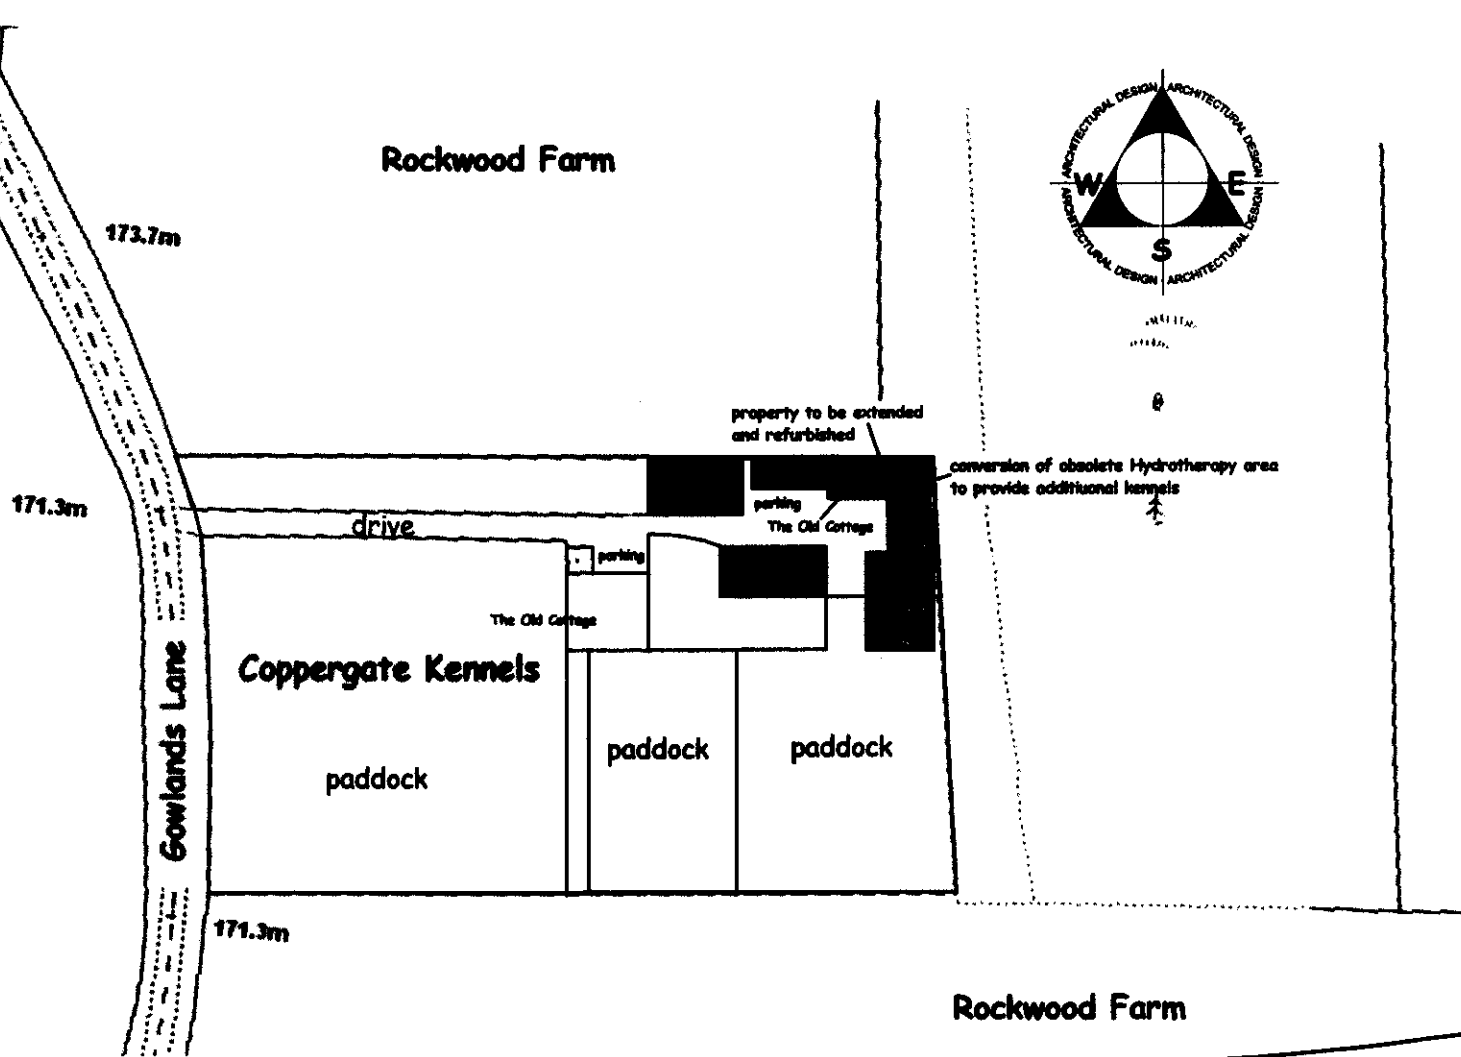 ARCHITECTURAL DESIGN · ARCHITECTURAL DESIGN · ARCHITECTURAL DESIGN · ARCHITECTURAL DESIGN
W
E
S
Rockwood Farm
173.7m
property to be extended
and refurbished
conversion of obsolete Hydrotherapy area
to provide additiuonal kennels
171.3m
parking
drive
The Old Cottage
parking
The Old Cottage
Coppergate Kennels
Gowlands Lane
paddock
paddock
paddock
171.3m
Rockwood Farm